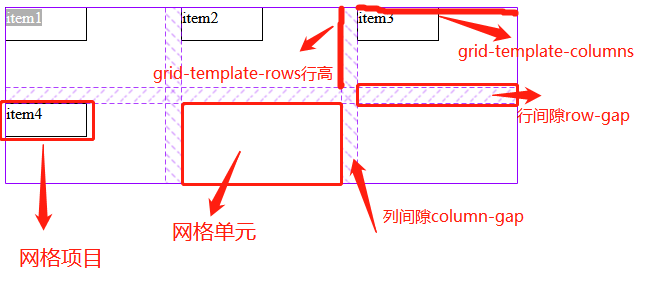 item1
item2
item3
grid-template-columns
grid-template-rows行高
item4
行间隙row-gap
列间隙column-gap
网格单元
网格项目